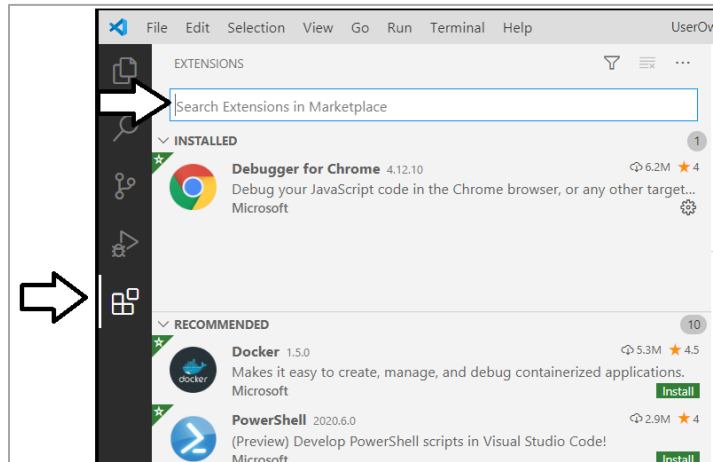 File Edit Selection View Go Run Terminal Help UserOw
EXTENSIONS
Search Extensions in Marketplace
INSTALLED 1
Debugger for Chrome 4.12.10 6.2M 4
Debug your JavaScript code in the Chrome browser, or any other target...
Microsoft
RECOMMENDED 10
Docker 1.5.0 5.3M 4.5
docker
Makes it easy to create, manage, and debug containerized applications.
Microsoft Install
PowerShell 2020.6.0 2.9M 4
(Preview) Develop PowerShell scripts in Visual Studio Code!
Microsoft Install